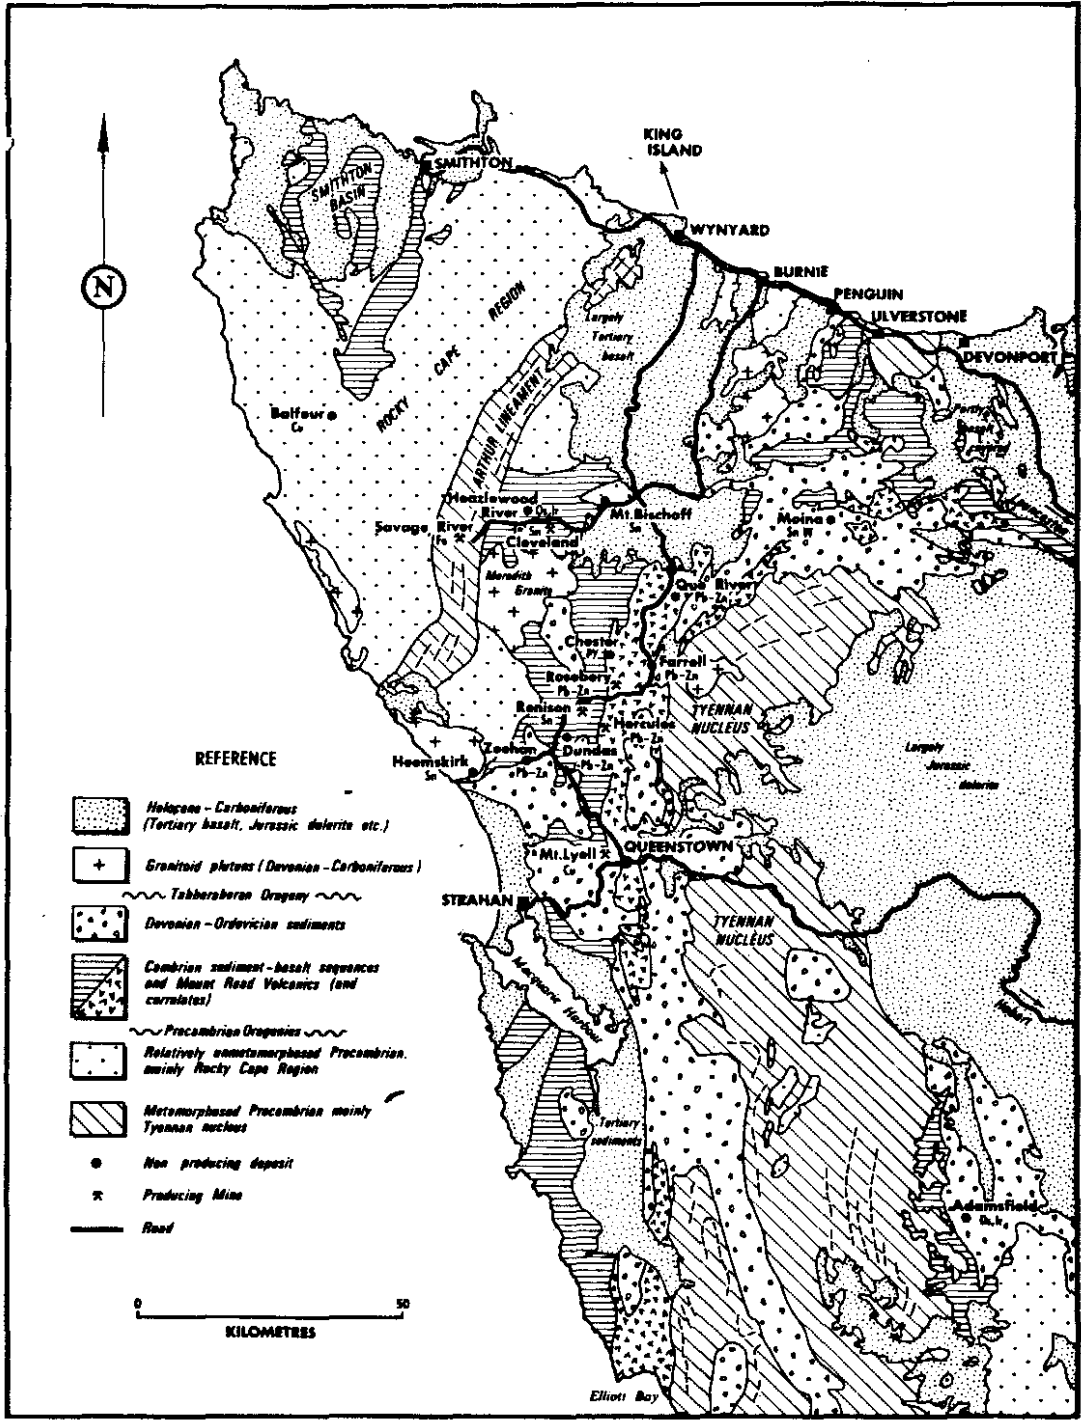 KING
ISLAND
SMITHTON
SMITHTON
BASIN
WYNYARD
BURNIE
PENGUIN
ULVERSTONE
DEVONPORT
N
REGION
CAPE
ROCKY
Largely
Tertiary
basalt
ARTHUR LINEAMENT
Balfour
Cu
Heazlewood
River Os,Ir
Savage River
Fe
Sn
Cleveland
Mt.Bischoff
Sn
Moina
Sn W
Meredith
Granite
Que River
Pb-Zn
Chester
Py
Farrell
Pb-Zn
Rosebery
Pb-Zn
TYENNAN
NUCLEUS
Renison
Sn
Hercules
Pb-Zn
Zeehan
Pb-Zn
Dundas
Pb-Zn
Heemskirk
Sn
Largely
Jurassic
dolerite
Mt.Lyell
Cu
QUEENSTOWN
STRAHAN
TYENNAN
NUCLEUS
Macquarie
Harbour
Tertiary
sediments
Adamsfield
Os,Ir
Elliott Bay
REFERENCE
Holocene - Carboniferous
(Tertiary basalt, Jurassic dolerite etc.)
Granitoid plutons (Devonian - Carboniferous)
Tabberabberan Orogeny
Devonian - Ordovician sediments
Cambrian sediment-basalt sequences
and Mount Read Volcanics (and
correlates)
Precambrian Orogenies
Relatively unmetamorphosed Precambrian.
mainly Rocky Cape Region
Metamorphosed Precambrian mainly
Tyennan nucleus
Non producing deposit
Producing Mine
Road
0 50
KILOMETRES